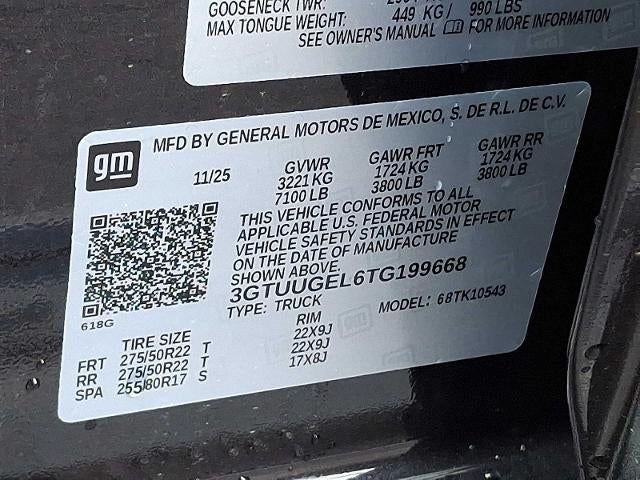 GOOSENECK TWR:
MAX TONGUE WEIGHT: 449 KG/ 990 LBS
SEE OWNER'S MANUAL FOR MORE INFORMATION
gm
MFD BY GENERAL MOTORS DE MEXICO, S. DE R.L. DE C.V.
11/25 GVWR GAWR FRT GAWR RR
3221 KG 1724 KG 1724 KG
7100 LB 3800 LB 3800 LB
THIS VEHICLE CONFORMS TO ALL
APPLICABLE U.S. FEDERAL MOTOR
VEHICLE SAFETY STANDARDS IN EFFECT
ON THE DATE OF MANUFACTURE
SHOWN ABOVE
3GTUUGEL6TG199668
618G
TYPE: TRUCK MODEL: 68TK10543
TIRE SIZE RIM
FRT 275/50R22 T 22X9J
RR 275/50R22 T 22X9J
SPA 255/80R17 S 17X8J